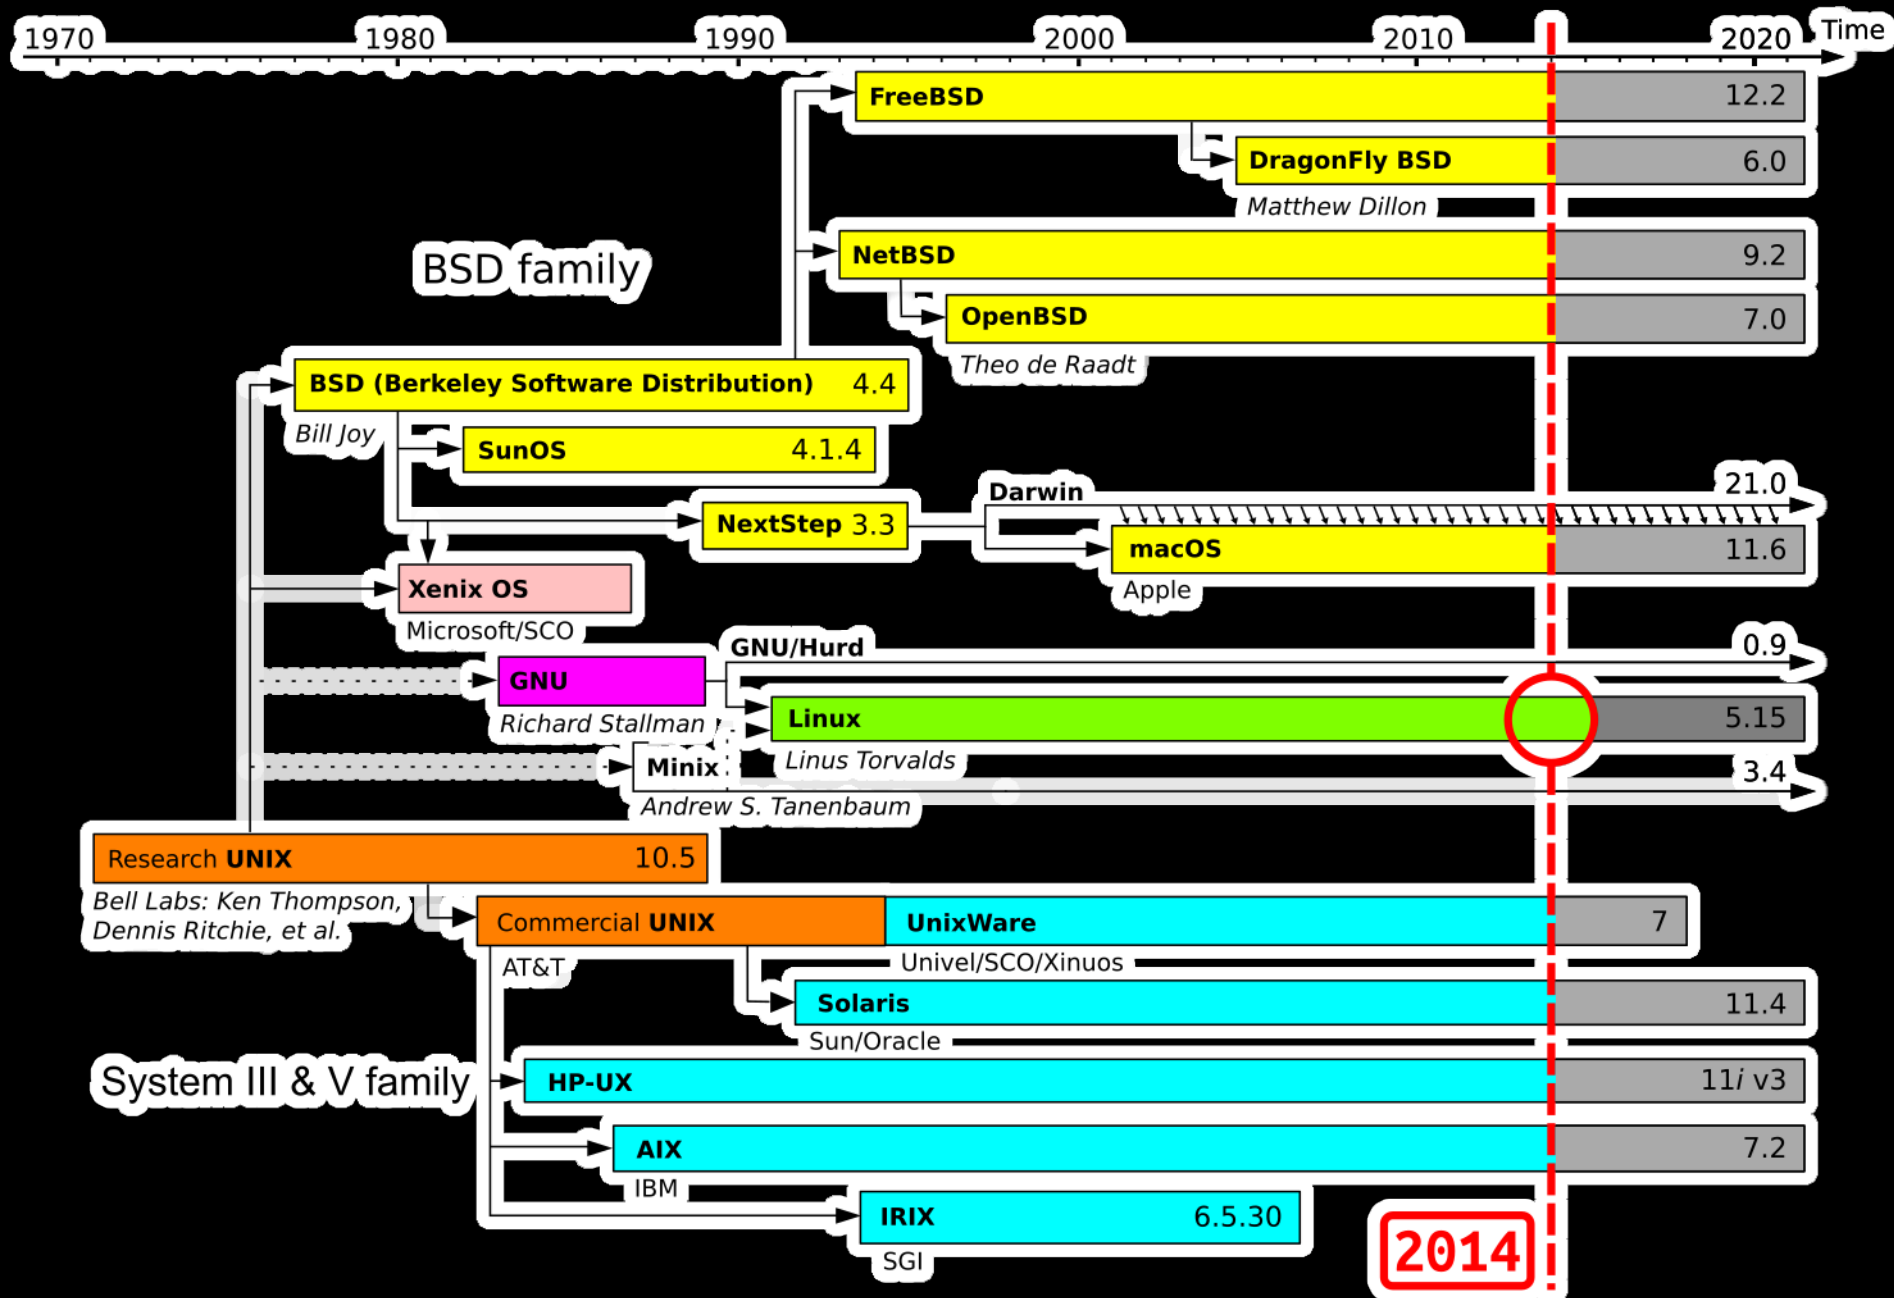 1970 1980 1990 2000 2010 2020 Time
FreeBSD 12.2
DragonFly BSD 6.0
Matthew Dillon
BSD family
NetBSD 9.2
OpenBSD 7.0
Theo de Raadt
BSD (Berkeley Software Distribution) 4.4
Bill Joy
SunOS 4.1.4
Darwin 21.0
NextStep 3.3
macOS 11.6
Apple
Xenix OS
Microsoft/SCO
GNU/Hurd 0.9
GNU
Richard Stallman
Linux 5.15
Linus Torvalds
Minix 3.4
Andrew S. Tanenbaum
Research UNIX 10.5
Bell Labs: Ken Thompson,
Dennis Ritchie, et al.
Commercial UNIX UnixWare 7
AT&T Univel/SCO/Xinuos
Solaris 11.4
Sun/Oracle
System III & V family
HP-UX 11i v3
AIX 7.2
IBM
IRIX 6.5.30
SGI
2014